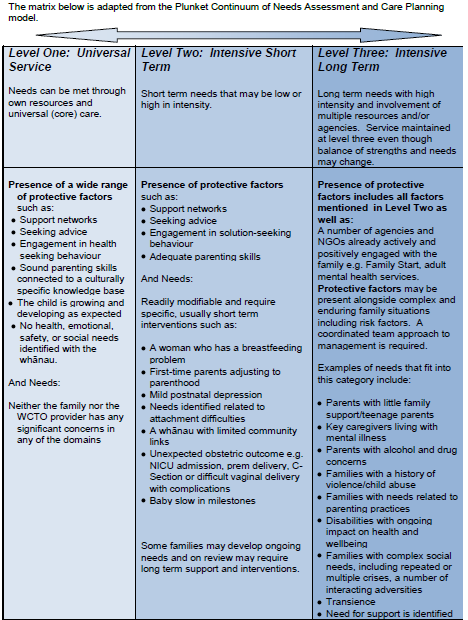 The matrix below is adapted from the Plunket Continuum of Needs Assessment and Care Planning
model.
Level One: Universal
Service
Needs can be met through
own resources and
universal (core) care.
Level Two: Intensive Short
Term
Short term needs that may be low or
high in intensity.
Level Three: Intensive
Long Term
Long term needs with high
intensity and involvement of
multiple resources and/or
agencies. Service maintained
at level three even though
balance of strengths and needs
may change.
Presence of a wide range
of protective factors
such as:
• Support networks
• Seeking advice
• Engagement in health
seeking behaviour
• Sound parenting skills
connected to a culturally
specific knowledge base
• The child is growing and
developing as expected
• No health, emotional,
safety, or social needs
identified with the
whānau.
And Needs:
Neither the family nor the
WCTO provider has any
significant concerns in
any of the domains
Presence of protective factors
such as:
• Support networks
• Seeking advice
• Engagement in solution-seeking
behaviour
• Adequate parenting skills
And Needs:
Readily modifiable and require
specific, usually short term
interventions such as:
• A woman who has a breastfeeding
problem
• First-time parents adjusting to
parenthood
• Mild postnatal depression
• Needs identified related to
attachment difficulties
• A whānau with limited community
links
• Unexpected obstetric outcome e.g.
NICU admission, prem delivery, C-
Section or difficult vaginal delivery
with complications
• Baby slow in milestones
Some families may develop ongoing
needs and on review may require
long term support and interventions.
Presence of protective
factors includes all factors
mentioned in Level Two as
well as:
A number of agencies and
NGOs already actively and
positively engaged with the
family e.g. Family Start, adult
mental health services.
Protective factors may be
present alongside complex and
enduring family situations
including risk factors. A
coordinated team approach to
management is required.
Examples of needs that fit into
this category include:
• Parents with little family
support/teenage parents
• Key caregivers living with
mental illness
• Parents with alcohol and drug
concerns
• Families with a history of
violence/child abuse
• Families with needs related to
parenting practices
• Disabilities with ongoing
impact on health and
wellbeing
• Families with complex social
needs, including repeated or
multiple crises, a number of
interacting adversities
• Transience
• Need for support is identified